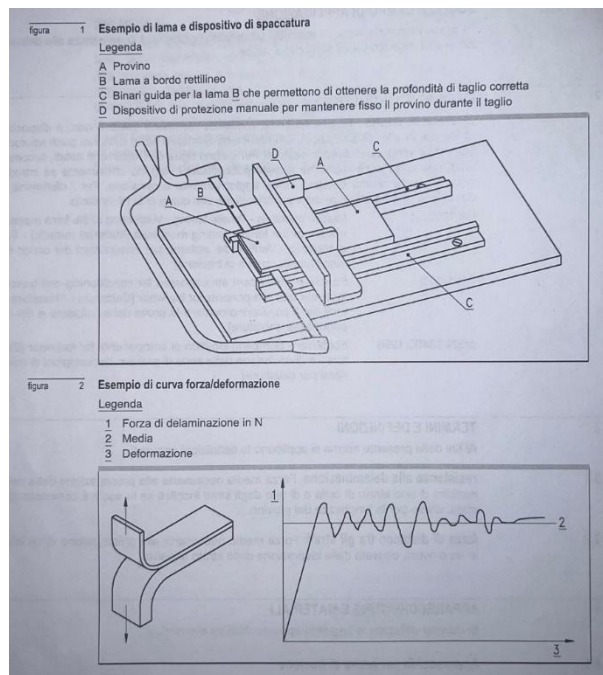 figura 1 Esempio di lama e dispositivo di spaccatura
Legenda
A Provino
B Lama a bordo rettilineo
C Binari guida per la lama B che permettono di ottenere la profondità di taglio corretta
D Dispositivo di protezione manuale per mantenere fisso il provino durante il taglio
C
D
A
B
A
C
figura 2 Esempio di curva forza/deformazione
Legenda
1 Forza di delaminazione in N
2 Media
3 Deformazione
1
2
3